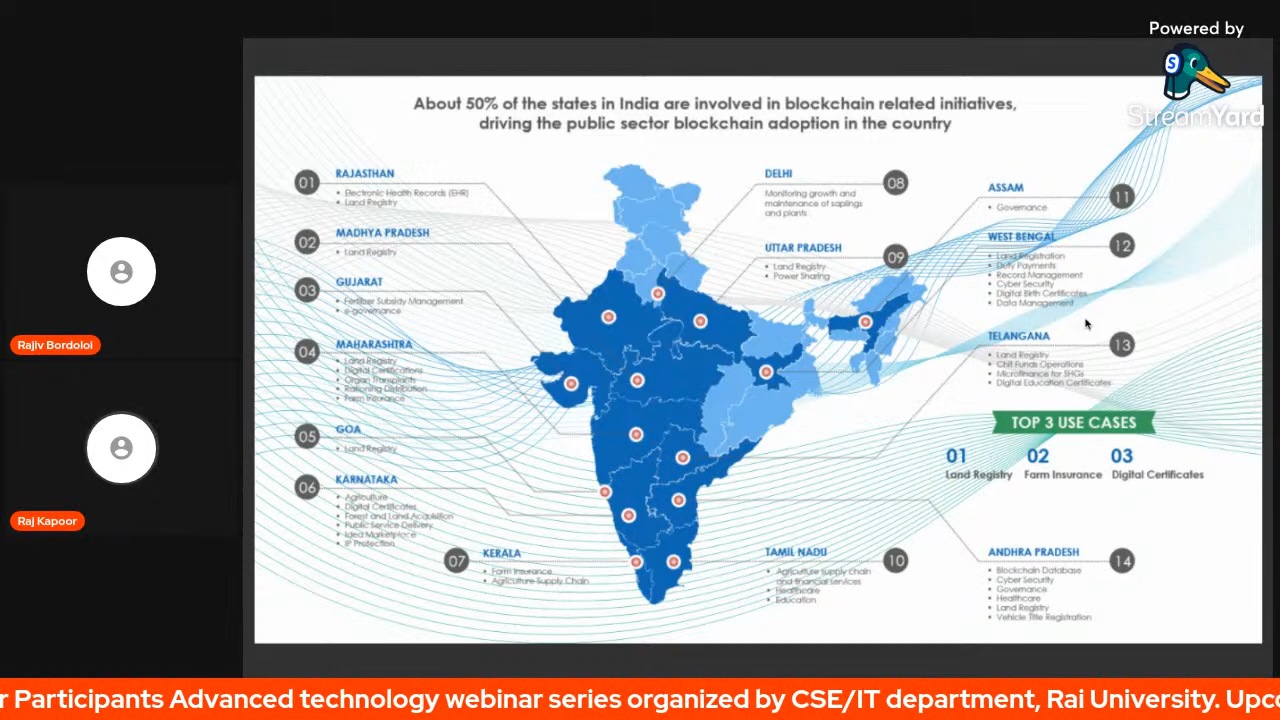 Powered by
StreamYard
About 50% of the states in India are involved in blockchain related initiatives,
driving the public sector blockchain adoption in the country
01
RAJASTHAN
• Electronic Health Records (EHR)
• Land Registry
02
MADHYA PRADESH
• Land Registry
03
GUJARAT
• Fertilizer Subsidy Management
• e-governance
04
MAHARASHTRA
• Land Registry
• Digital Certifications
• Organ Transplants
• Rationing Distribution
• Farm Insurance
05
GOA
• Land Registry
06
KARNATAKA
• Agriculture
• Digital Certificates
• Forest and Land Acquisition
• Public Service Delivery
• Idea Marketplace
• IP Protection
07
KERALA
• Farm Insurance
• Agriculture Supply Chain
DELHI
08
Monitoring growth and
maintenance of saplings
and plants
UTTAR PRADESH
09
• Land Registry
• Power Sharing
TAMIL NADU
10
• Agriculture supply chain
and financial services
• Healthcare
• Education
ASSAM
11
• Governance
WEST BENGAL
12
• Land Registration
• Duty Payments
• Record Management
• Cyber Security
• Digital Birth Certificates
• Data Management
TELANGANA
13
• Land Registry
• Chit Funds Operations
• Microfinance for SHGs
• Digital Education Certificates
TOP 3 USE CASES
01 02 03
Land Registry Farm Insurance Digital Certificates
ANDHRA PRADESH
14
• Blockchain Database
• Cyber Security
• Governance
• Healthcare
• Land Registry
• Vehicle Title Registration
Rajiv Bordoloi
Raj Kapoor
r Participants Advanced technology webinar series organized by CSE/IT department, Rai University. Upco